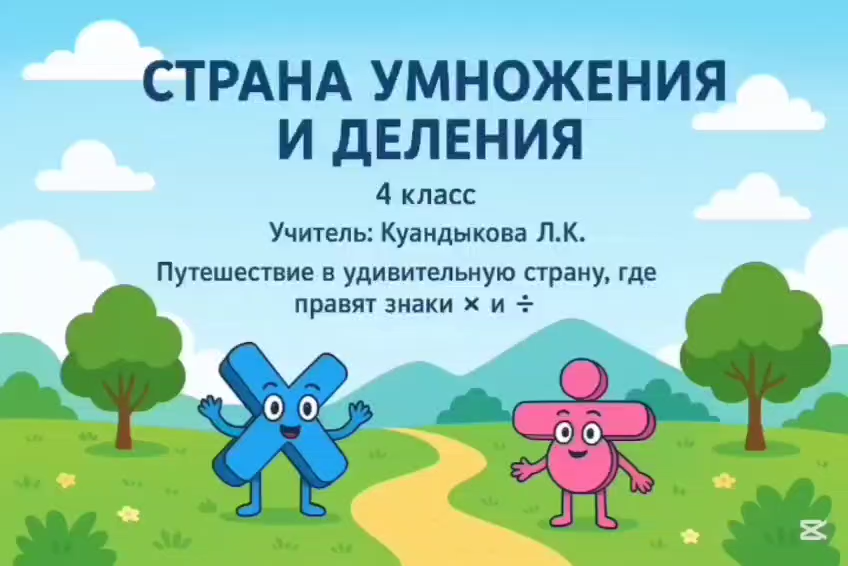 СТРАНА УМНОЖЕНИЯ
И ДЕЛЕНИЯ
4 класс
Учитель: Куандыкова Л.К.
Путешествие в удивительную страну, где
правят знаки × и ÷